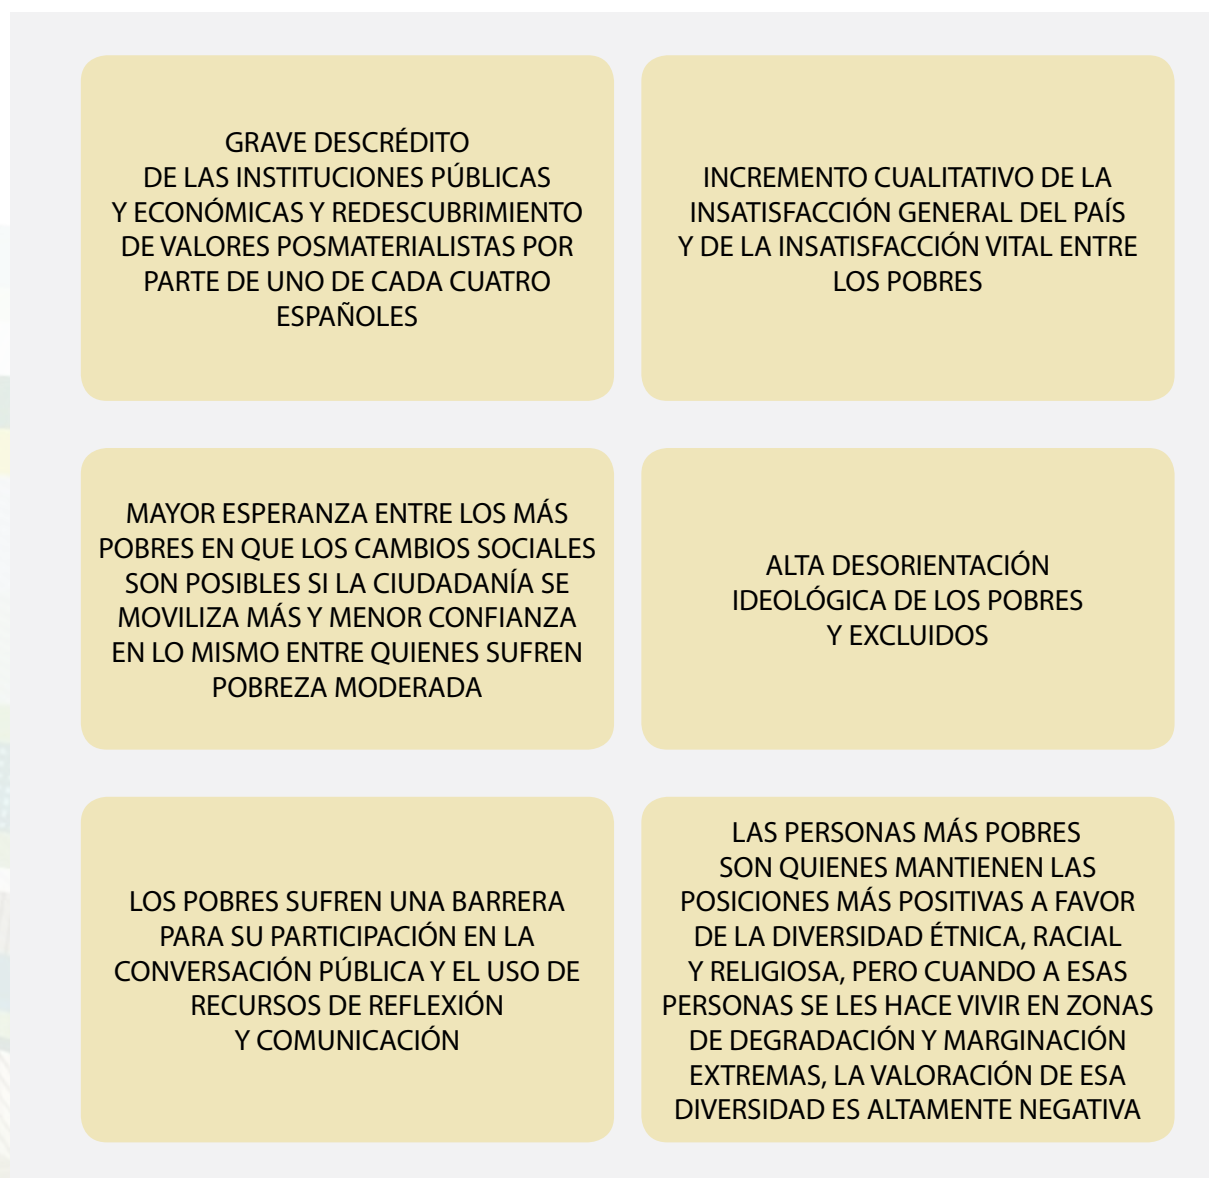 GRAVE DESCRÉDITO
DE LAS INSTITUCIONES PÚBLICAS
Y ECONÓMICAS Y REDESCUBRIMIENTO
DE VALORES POSMATERIALISTAS POR
PARTE DE UNO DE CADA CUATRO
ESPAÑOLES
INCREMENTO CUALITATIVO DE LA
INSATISFACCIÓN GENERAL DEL PAÍS
Y DE LA INSATISFACCIÓN VITAL ENTRE
LOS POBRES
MAYOR ESPERANZA ENTRE LOS MÁS
POBRES EN QUE LOS CAMBIOS SOCIALES
SON POSIBLES SI LA CIUDADANÍA SE
MOVILIZA MÁS Y MENOR CONFIANZA
EN LO MISMO ENTRE QUIENES SUFREN
POBREZA MODERADA
ALTA DESORIENTACIÓN
IDEOLÓGICA DE LOS POBRES
Y EXCLUIDOS
LOS POBRES SUFREN UNA BARRERA
PARA SU PARTICIPACIÓN EN LA
CONVERSACIÓN PÚBLICA Y EL USO DE
RECURSOS DE REFLEXIÓN
Y COMUNICACIÓN
LAS PERSONAS MÁS POBRES
SON QUIENES MANTIENEN LAS
POSICIONES MÁS POSITIVAS A FAVOR
DE LA DIVERSIDAD ÉTNICA, RACIAL
Y RELIGIOSA, PERO CUANDO A ESAS
PERSONAS SE LES HACE VIVIR EN ZONAS
DE DEGRADACIÓN Y MARGINACIÓN
EXTREMAS, LA VALORACIÓN DE ESA
DIVERSIDAD ES ALTAMENTE NEGATIVA